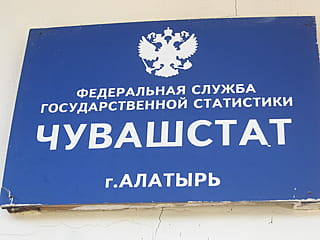 ФЕДЕРАЛЬНАЯ СЛУЖБА
ГОСУДАРСТВЕННОЙ СТАТИСТИКИ
ЧУВАШСТАТ
г.АЛАТЫРЬ